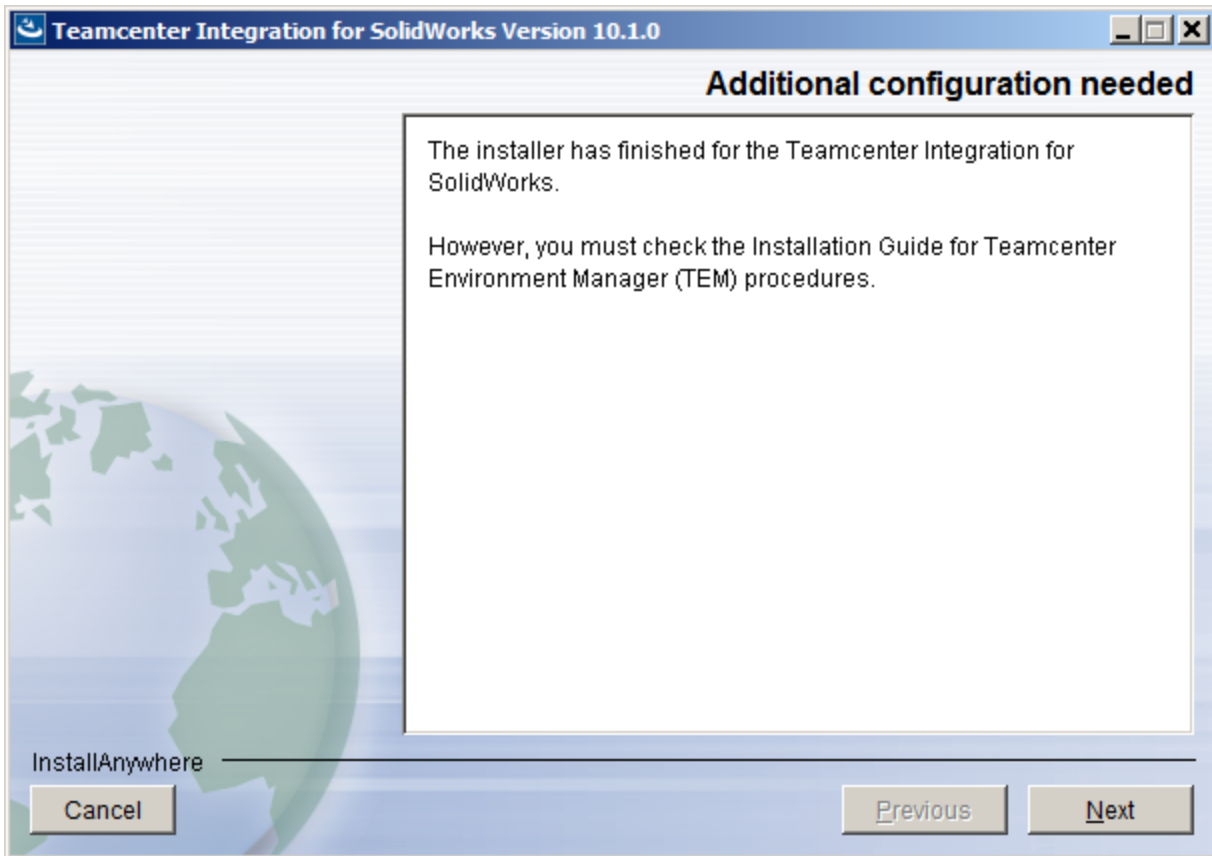 Teamcenter Integration for SolidWorks Version 10.1.0
Additional configuration needed
The installer has finished for the Teamcenter Integration for
SolidWorks.
However, you must check the Installation Guide for Teamcenter
Environment Manager (TEM) procedures.
InstallAnywhere
Cancel
Previous
Next